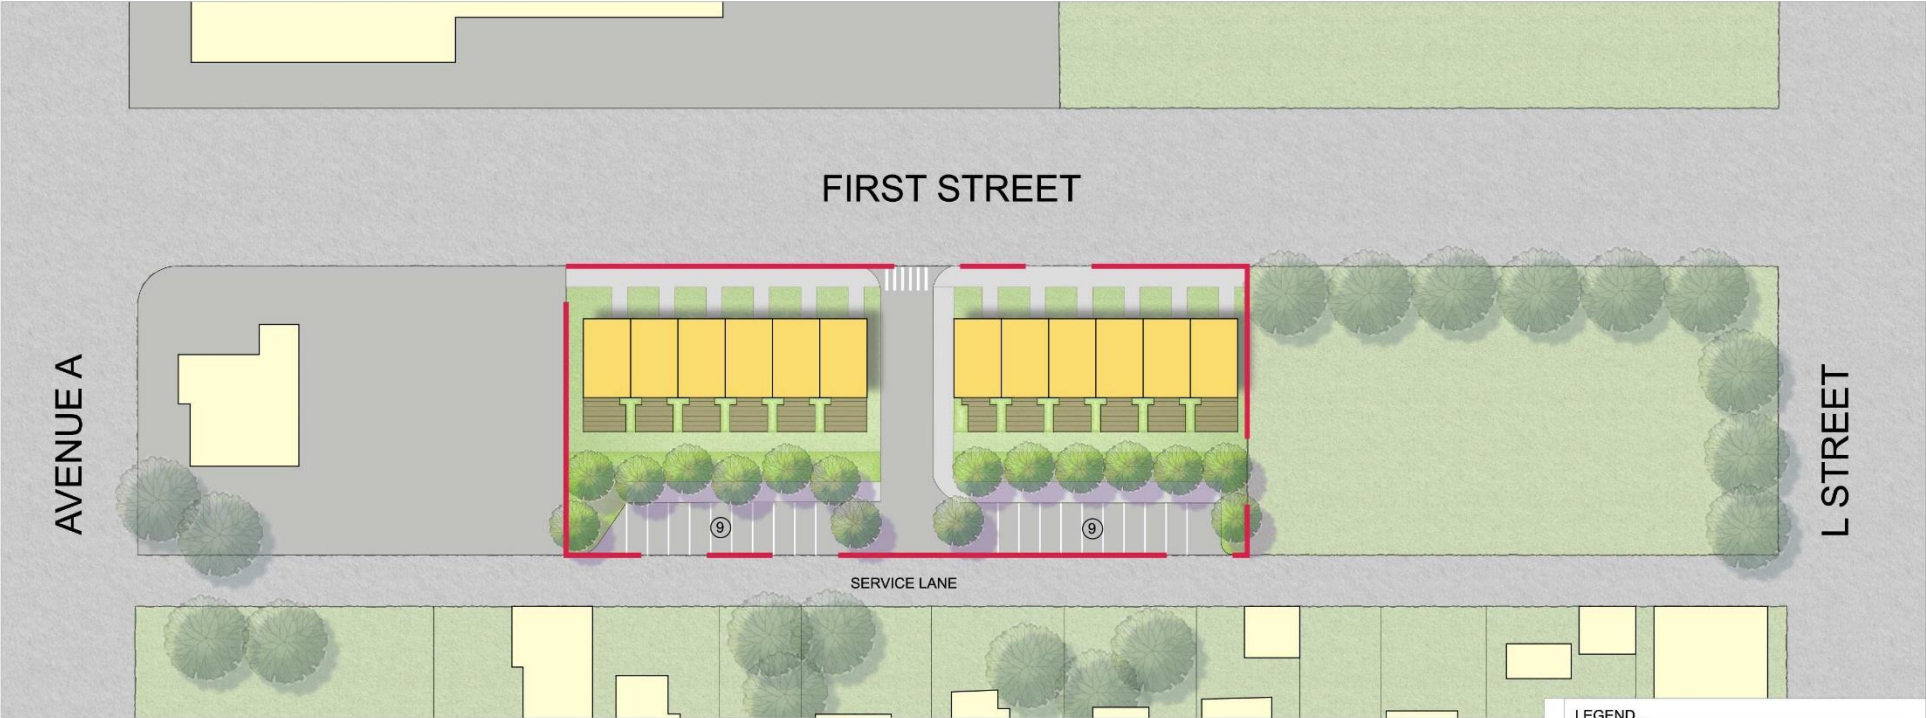 FIRST STREET
AVENUE A
L STREET
9
9
SERVICE LANE
LEGEND